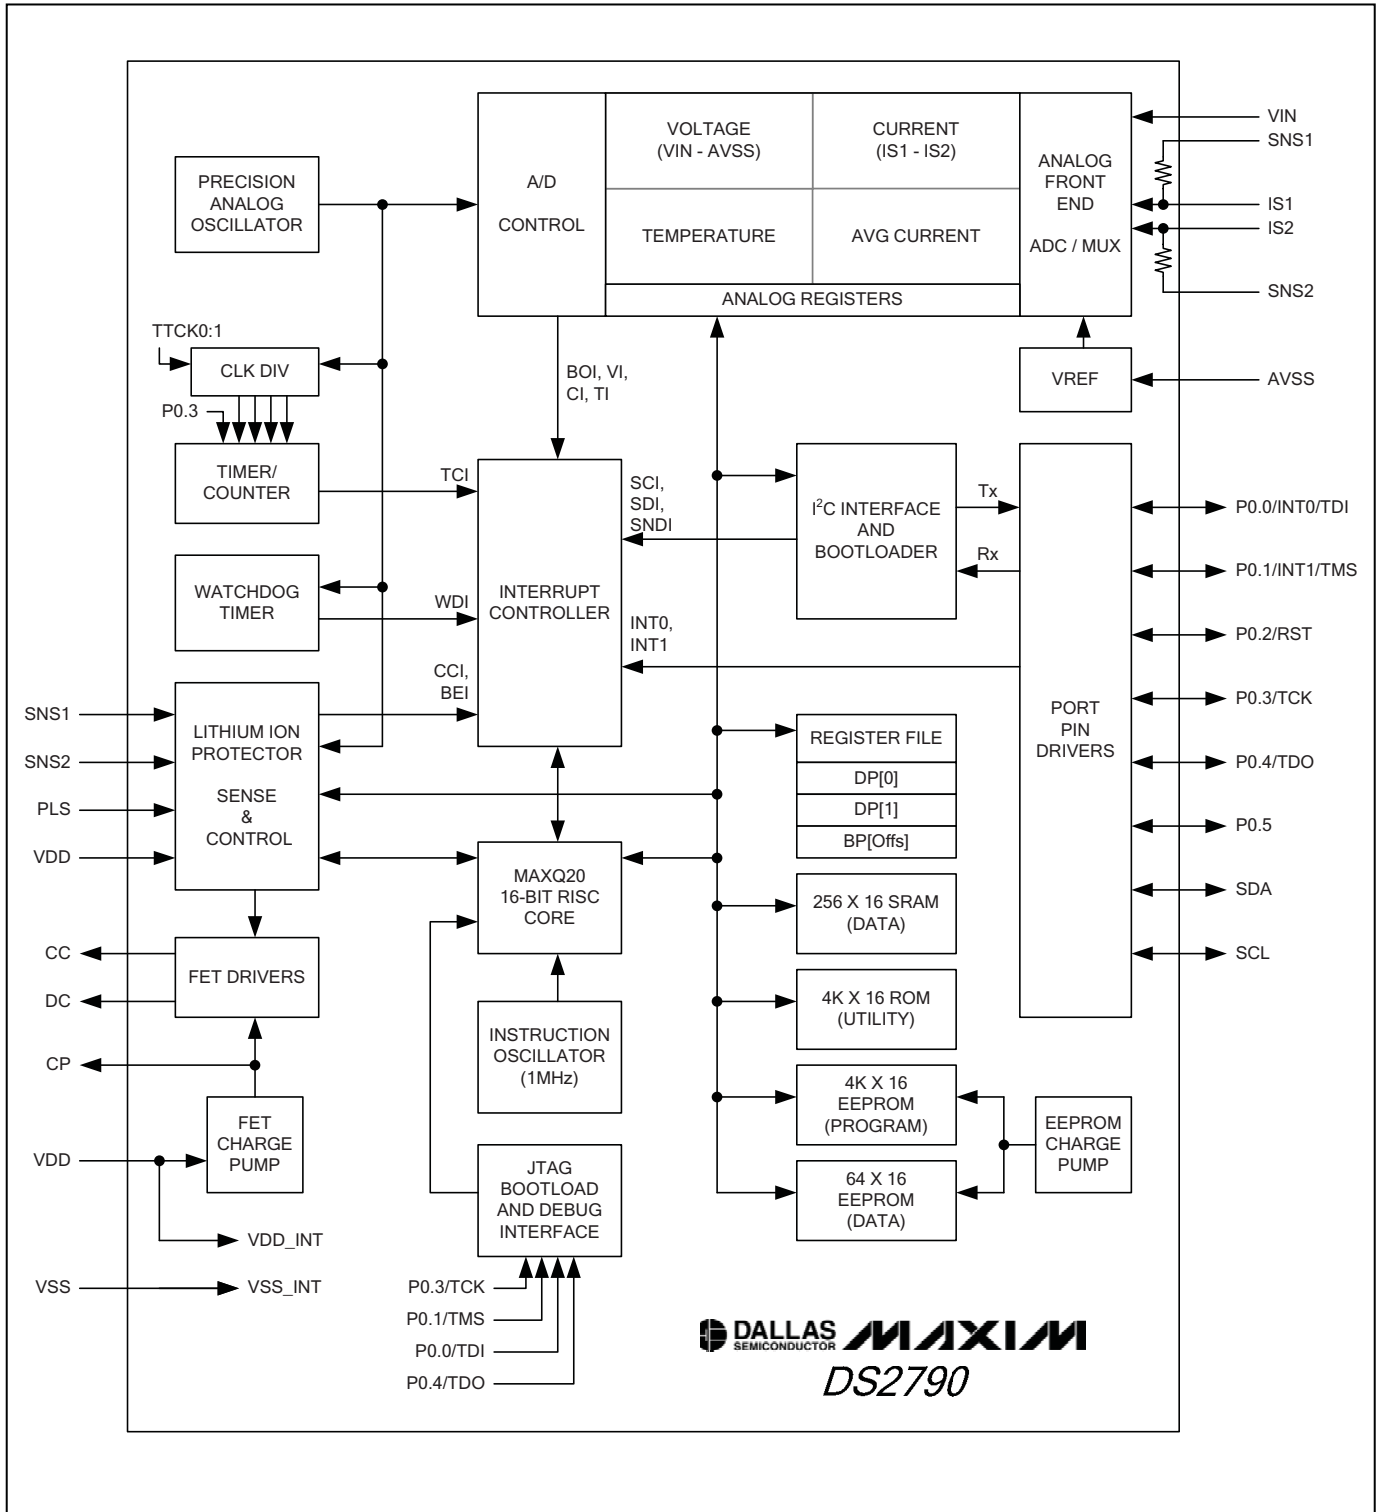 VOLTAGE
(VIN - AVSS)
CURRENT
(IS1 - IS2)
A/D
CONTROL
TEMPERATURE
AVG CURRENT
ANALOG REGISTERS
ANALOG
FRONT
END
ADC / MUX
VIN
SNS1
IS1
IS2
SNS2
PRECISION
ANALOG
OSCILLATOR
TTCK0:1
CLK DIV
P0.3
TIMER/
COUNTER
TCI
BOI, VI,
CI, TI
VREF
AVSS
WATCHDOG
TIMER
WDI
INTERRUPT
CONTROLLER
SCI,
SDI,
SNDI
INT0,
INT1
I2C INTERFACE
AND
BOOTLOADER
Tx
Rx
PORT
PIN
DRIVERS
P0.0/INT0/TDI
P0.1/INT1/TMS
P0.2/RST
P0.3/TCK
P0.4/TDO
P0.5
SDA
SCL
CCI,
BEI
SNS1
SNS2
PLS
VDD
LITHIUM ION
PROTECTOR
SENSE
&
CONTROL
REGISTER FILE
DP[0]
DP[1]
BP[Offs]
MAXQ20
16-BIT RISC
CORE
256 X 16 SRAM
(DATA)
CC
DC
CP
FET DRIVERS
4K X 16 ROM
(UTILITY)
INSTRUCTION
OSCILLATOR
(1MHz)
4K X 16
EEPROM
(PROGRAM)
EEPROM
CHARGE
PUMP
FET
CHARGE
PUMP
VDD
VDD_INT
VSS
VSS_INT
JTAG
BOOTLOAD
AND DEBUG
INTERFACE
64 X 16
EEPROM
(DATA)
P0.3/TCK
P0.1/TMS
P0.0/TDI
P0.4/TDO
DALLAS
SEMICONDUCTOR
MAXIM
DS2790